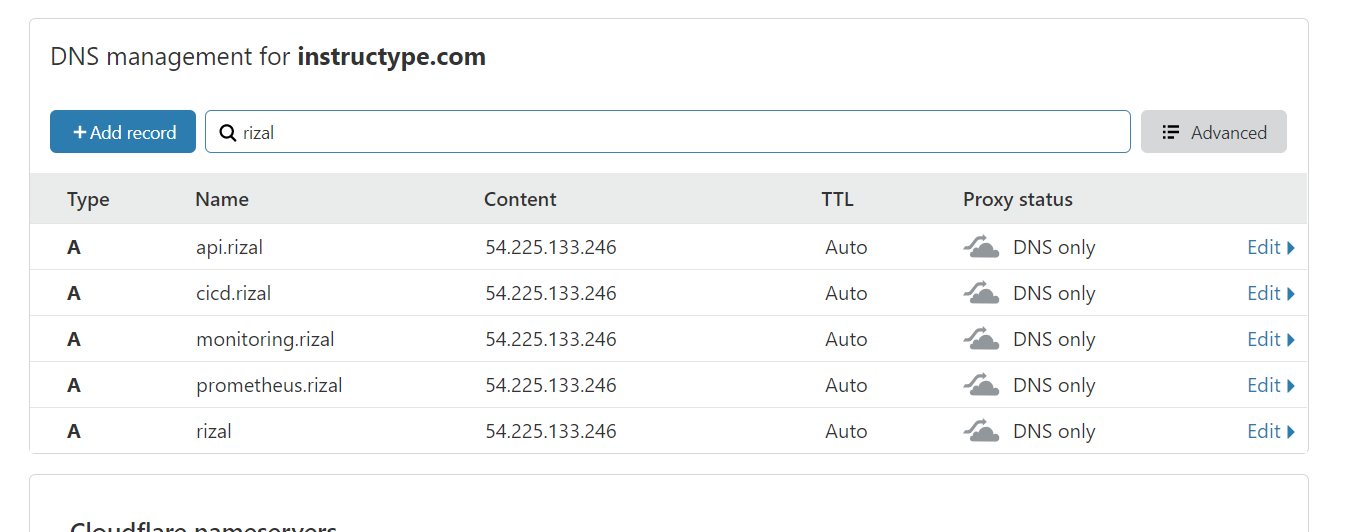 DNS management for instructype.com
+ Add record
rizal
Advanced
Type Name Content TTL Proxy status
A api.rizal 54.225.133.246 Auto DNS only Edit
A cicd.rizal 54.225.133.246 Auto DNS only Edit
A monitoring.rizal 54.225.133.246 Auto DNS only Edit
A prometheus.rizal 54.225.133.246 Auto DNS only Edit
A rizal 54.225.133.246 Auto DNS only Edit
Cloudflare nameservers